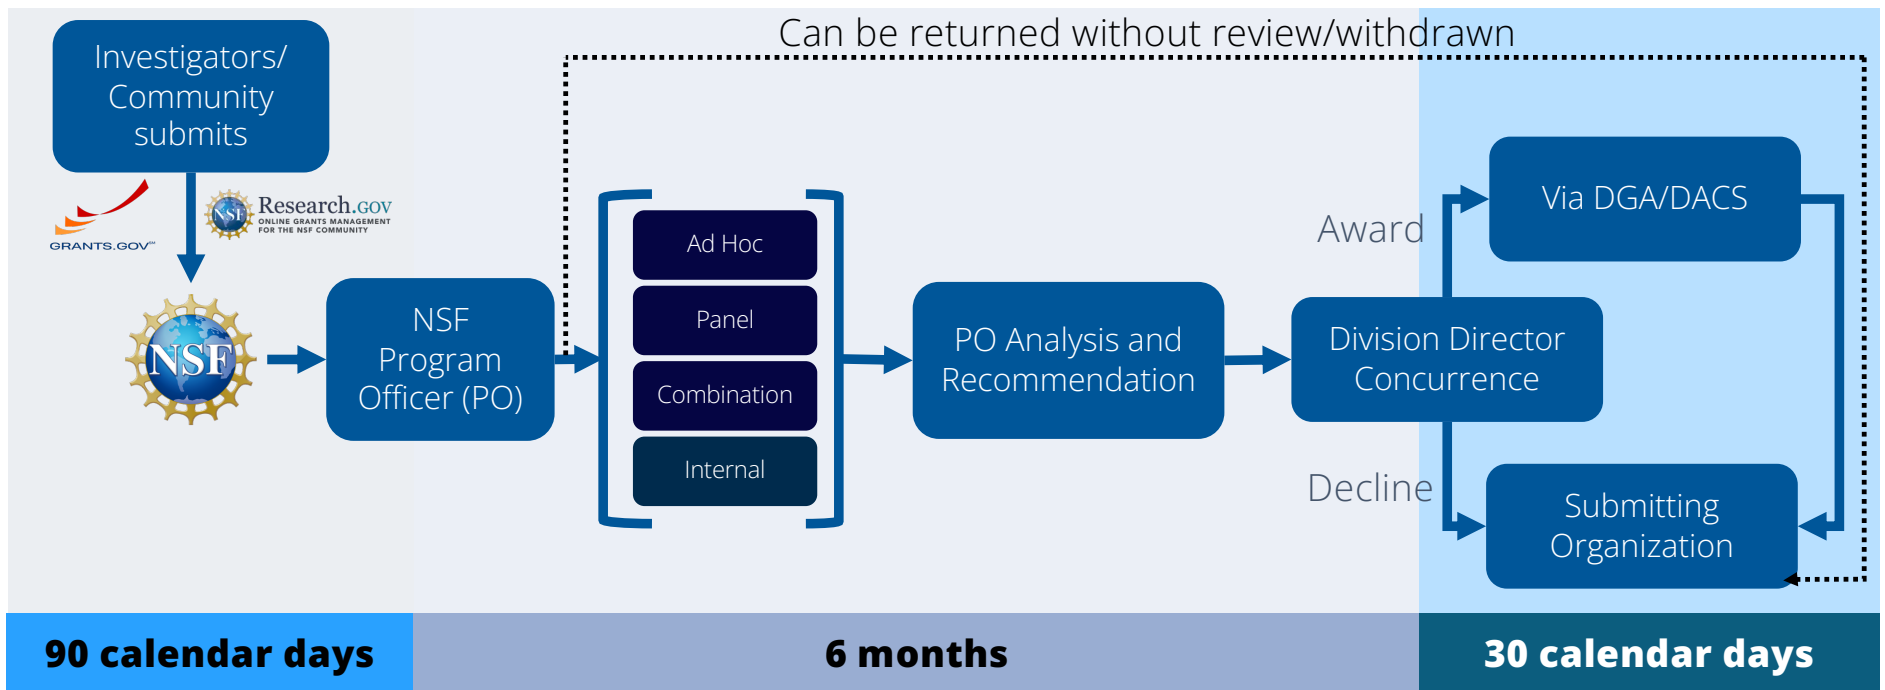 Can be returned without review/withdrawn
Investigators/
Community
submits
GRANTS.GOV℠
NSF
Research.GOV
ONLINE GRANTS MANAGEMENT
FOR THE NSF COMMUNITY
NSF
NSF
Program
Officer (PO)
Ad Hoc
Panel
Combination
Internal
PO Analysis and
Recommendation
Division Director
Concurrence
Award
Via DGA/DACS
Decline
Submitting
Organization
90 calendar days
6 months
30 calendar days